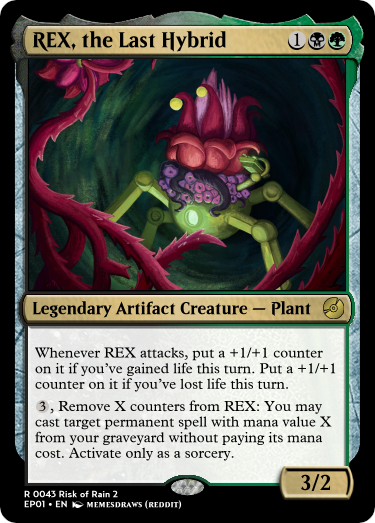 REX, the Last Hybrid 1
Legendary Artifact Creature — Plant
Whenever REX attacks, put a +1/+1 counter
on it if you’ve gained life this turn. Put a +1/+1
counter on it if you’ve lost life this turn.
3, Remove X counters from REX: You may
cast target permanent spell with mana value X
from your graveyard without paying its mana
cost. Activate only as a sorcery.
3/2
R 0043 Risk of Rain 2
EP01 • EN MEMESDRAWS (REDDIT)